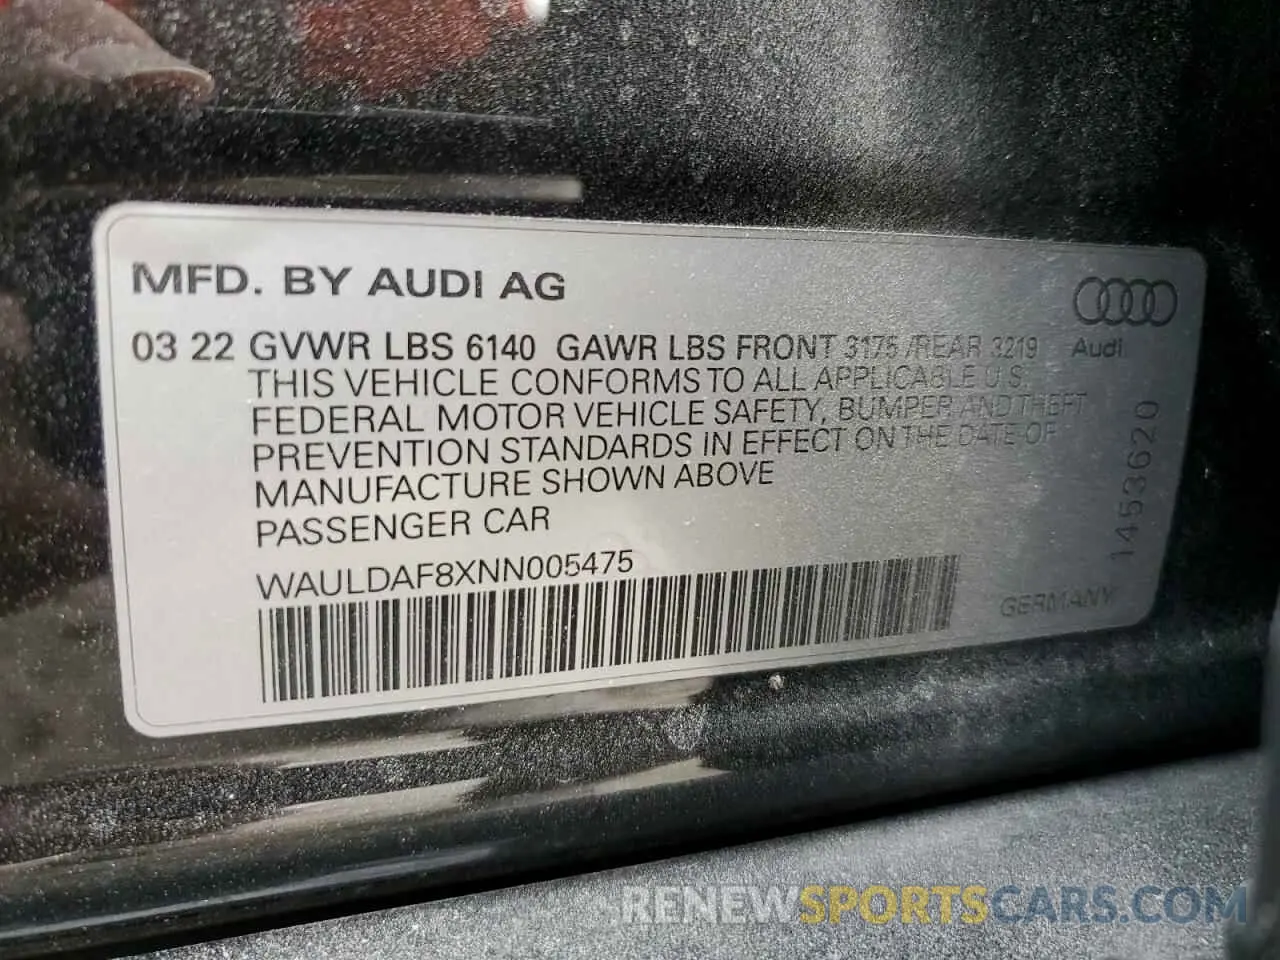 MFD. BY AUDI AG
03 22 GVWR LBS 6140 GAWR LBS FRONT 3175 /REAR 3219
Audi
THIS VEHICLE CONFORMS TO ALL APPLICABLE U.S.
FEDERAL MOTOR VEHICLE SAFETY, BUMPER AND THEFT
PREVENTION STANDARDS IN EFFECT ON THE DATE OF
MANUFACTURE SHOWN ABOVE
PASSENGER CAR
WAULDAF8XNN005475
GERMANY
1453620
RENEWSPORTSCARS.COM